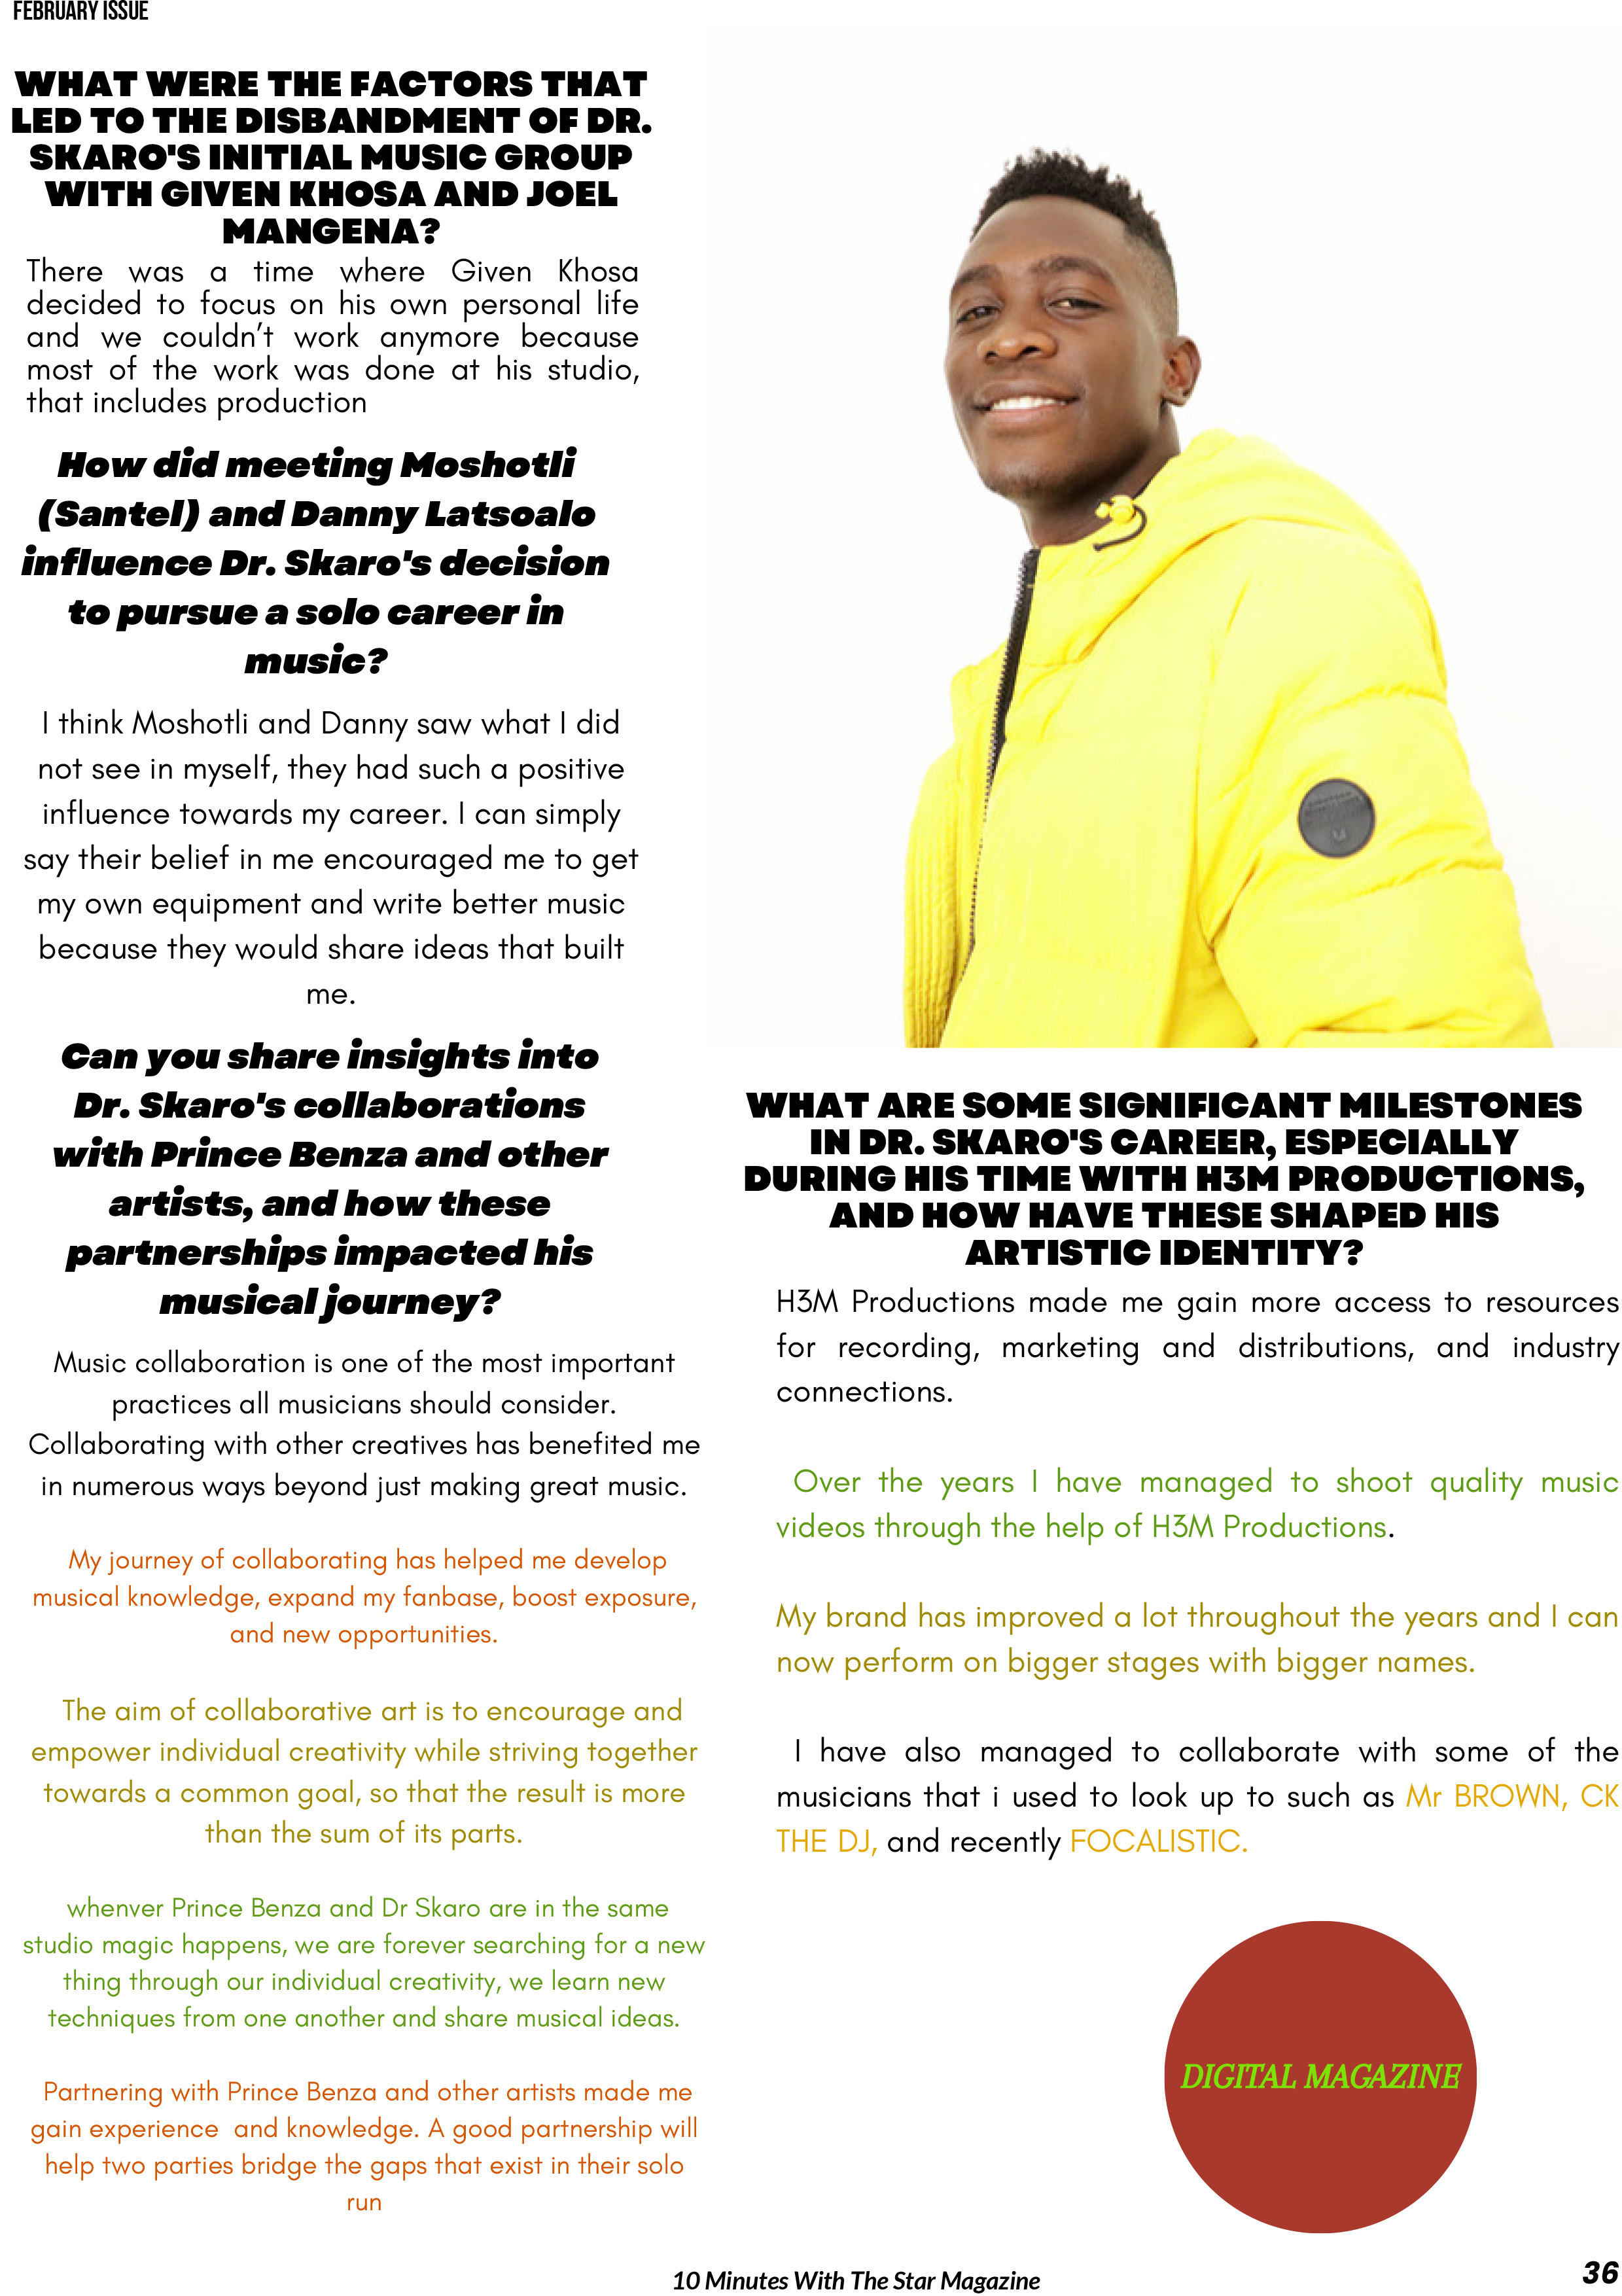 FEBRUARY ISSUE
WHAT WERE THE FACTORS THAT
LED TO THE DISBANDMENT OF DR.
SKARO'S INITIAL MUSIC GROUP
WITH GIVEN KHOSA AND JOEL
MANGENA?
There was a time where Given Khosa
decided to focus on his own personal life
and we couldn't work anymore because
most of the work was done at his studio,
that includes production
How did meeting Moshotli
(Santel) and Danny Latsoalo
influence Dr. Skaro's decision
to pursue a solo career in
music?
I think Moshotli and Danny saw what I did
not see in myself, they had such a positive
influence towards my career. I can simply
say their belief in me encouraged me to get
my own equipment and write better music
because they would share ideas that built
me.
Can you share insights into
Dr. Skaro's collaborations
with Prince Benza and other
artists, and how these
partnerships impacted his
musical journey?
Music collaboration is one of the most important
practices all musicians should consider.
Collaborating with other creatives has benefited me
in numerous ways beyond just making great music.
My journey of collaborating has helped me develop
musical knowledge, expand my fanbase, boost exposure,
and new opportunities.
The aim of collaborative art is to encourage and
empower individual creativity while striving together
towards a common goal, so that the result is more
than the sum of its parts.
whenver Prince Benza and Dr Skaro are in the same
studio magic happens, we are forever searching for a new
thing through our individual creativity, we learn new
techniques from one another and share musical ideas.
Partnering with Prince Benza and other artists made me
gain experience and knowledge. A good partnership will
help two parties bridge the gaps that exist in their solo
run
WHAT ARE SOME SIGNIFICANT MILESTONES
IN DR. SKARO'S CAREER, ESPECIALLY
DURING HIS TIME WITH H3M PRODUCTIONS,
AND HOW HAVE THESE SHAPED HIS
ARTISTIC IDENTITY?
H3M Productions made me gain more access to resources
for recording, marketing and distributions, and industry
connections.
Over the years I have managed to shoot quality music
videos through the help of H3M Productions.
My brand has improved a lot throughout the years and I can
now perform on bigger stages with bigger names.
I have also managed to collaborate with some of the
musicians that i used to look up to such as Mr BROWN, CK
THE DJ, and recently FOCALISTIC.
DIGITAL MAGAZINE
10 Minutes With The Star Magazine
36